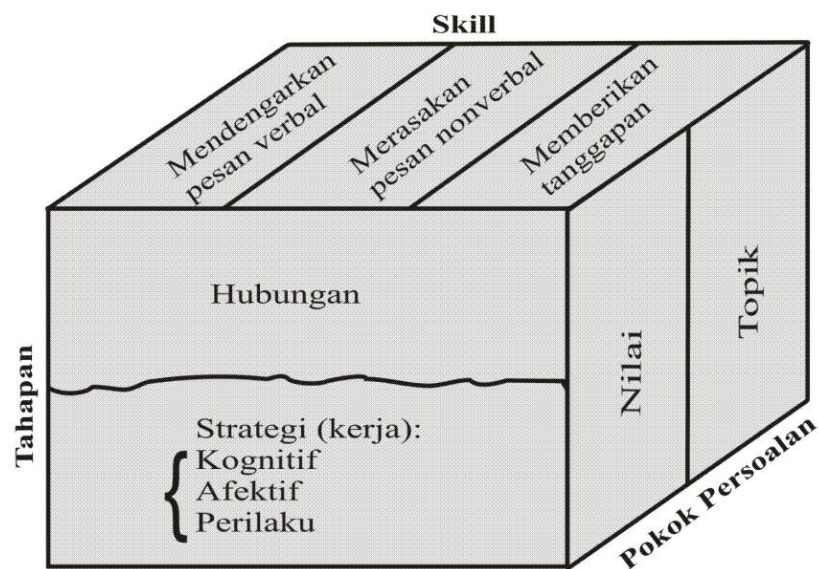 Skill
Mendengarkan
pesan verbal
Merasakan
pesan nonverbal
Memberikan
tanggapan
Tahapan
Hubungan
Strategi (kerja):
Kognitif
Afektif
Perilaku
Nilai
Topik
Pokok Persoalan